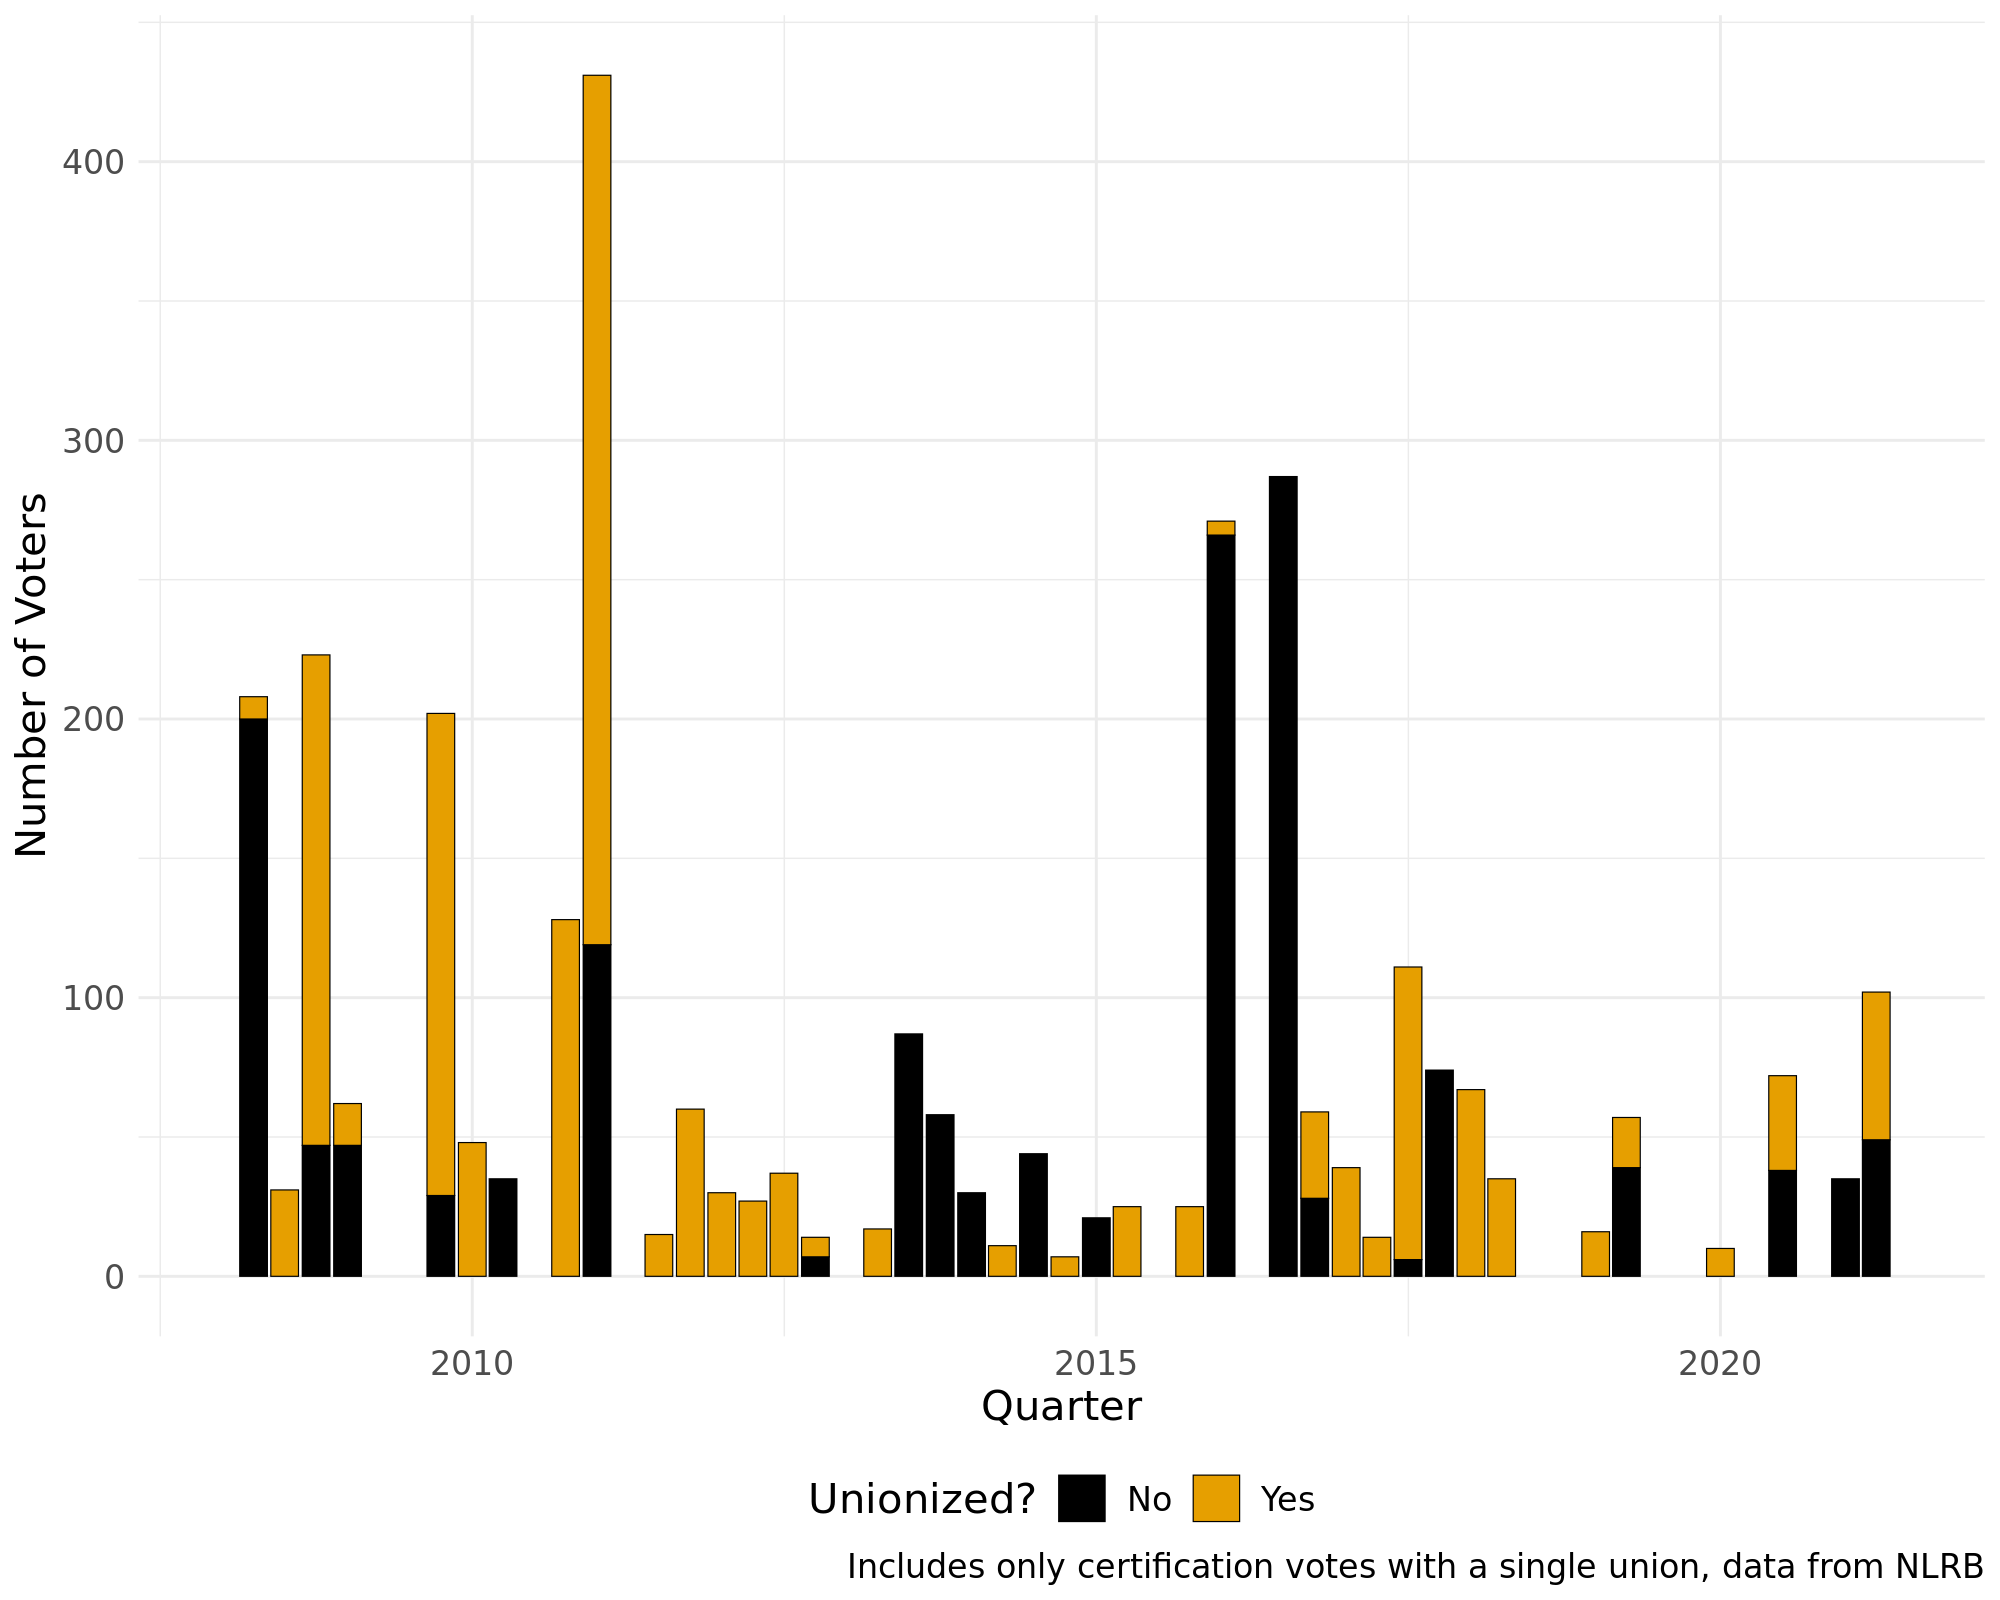 Number of Voters
400
300
200
100
0
2010 2015 2020
Quarter
Unionized? No Yes
Includes only certification votes with a single union, data from NLRB